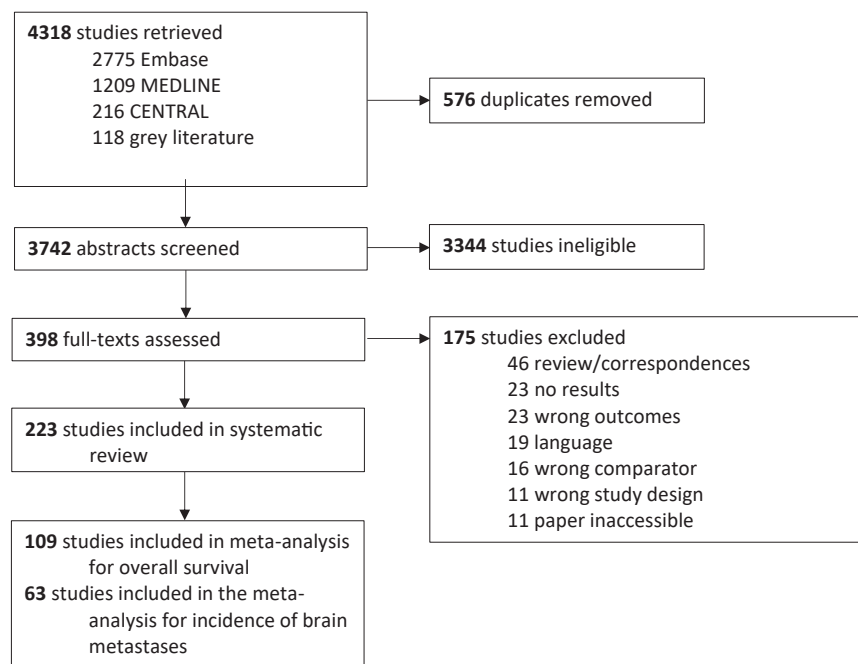 4318 studies retrieved
2775 Embase
1209 MEDLINE
216 CENTRAL
118 grey literature
576 duplicates removed
3742 abstracts screened
3344 studies ineligible
398 full-texts assessed
175 studies excluded
46 review/correspondences
23 no results
23 wrong outcomes
19 language
16 wrong comparator
11 wrong study design
11 paper inaccessible
223 studies included in systematic
review
109 studies included in meta-analysis
for overall survival
63 studies included in the meta-
analysis for incidence of brain
metastases